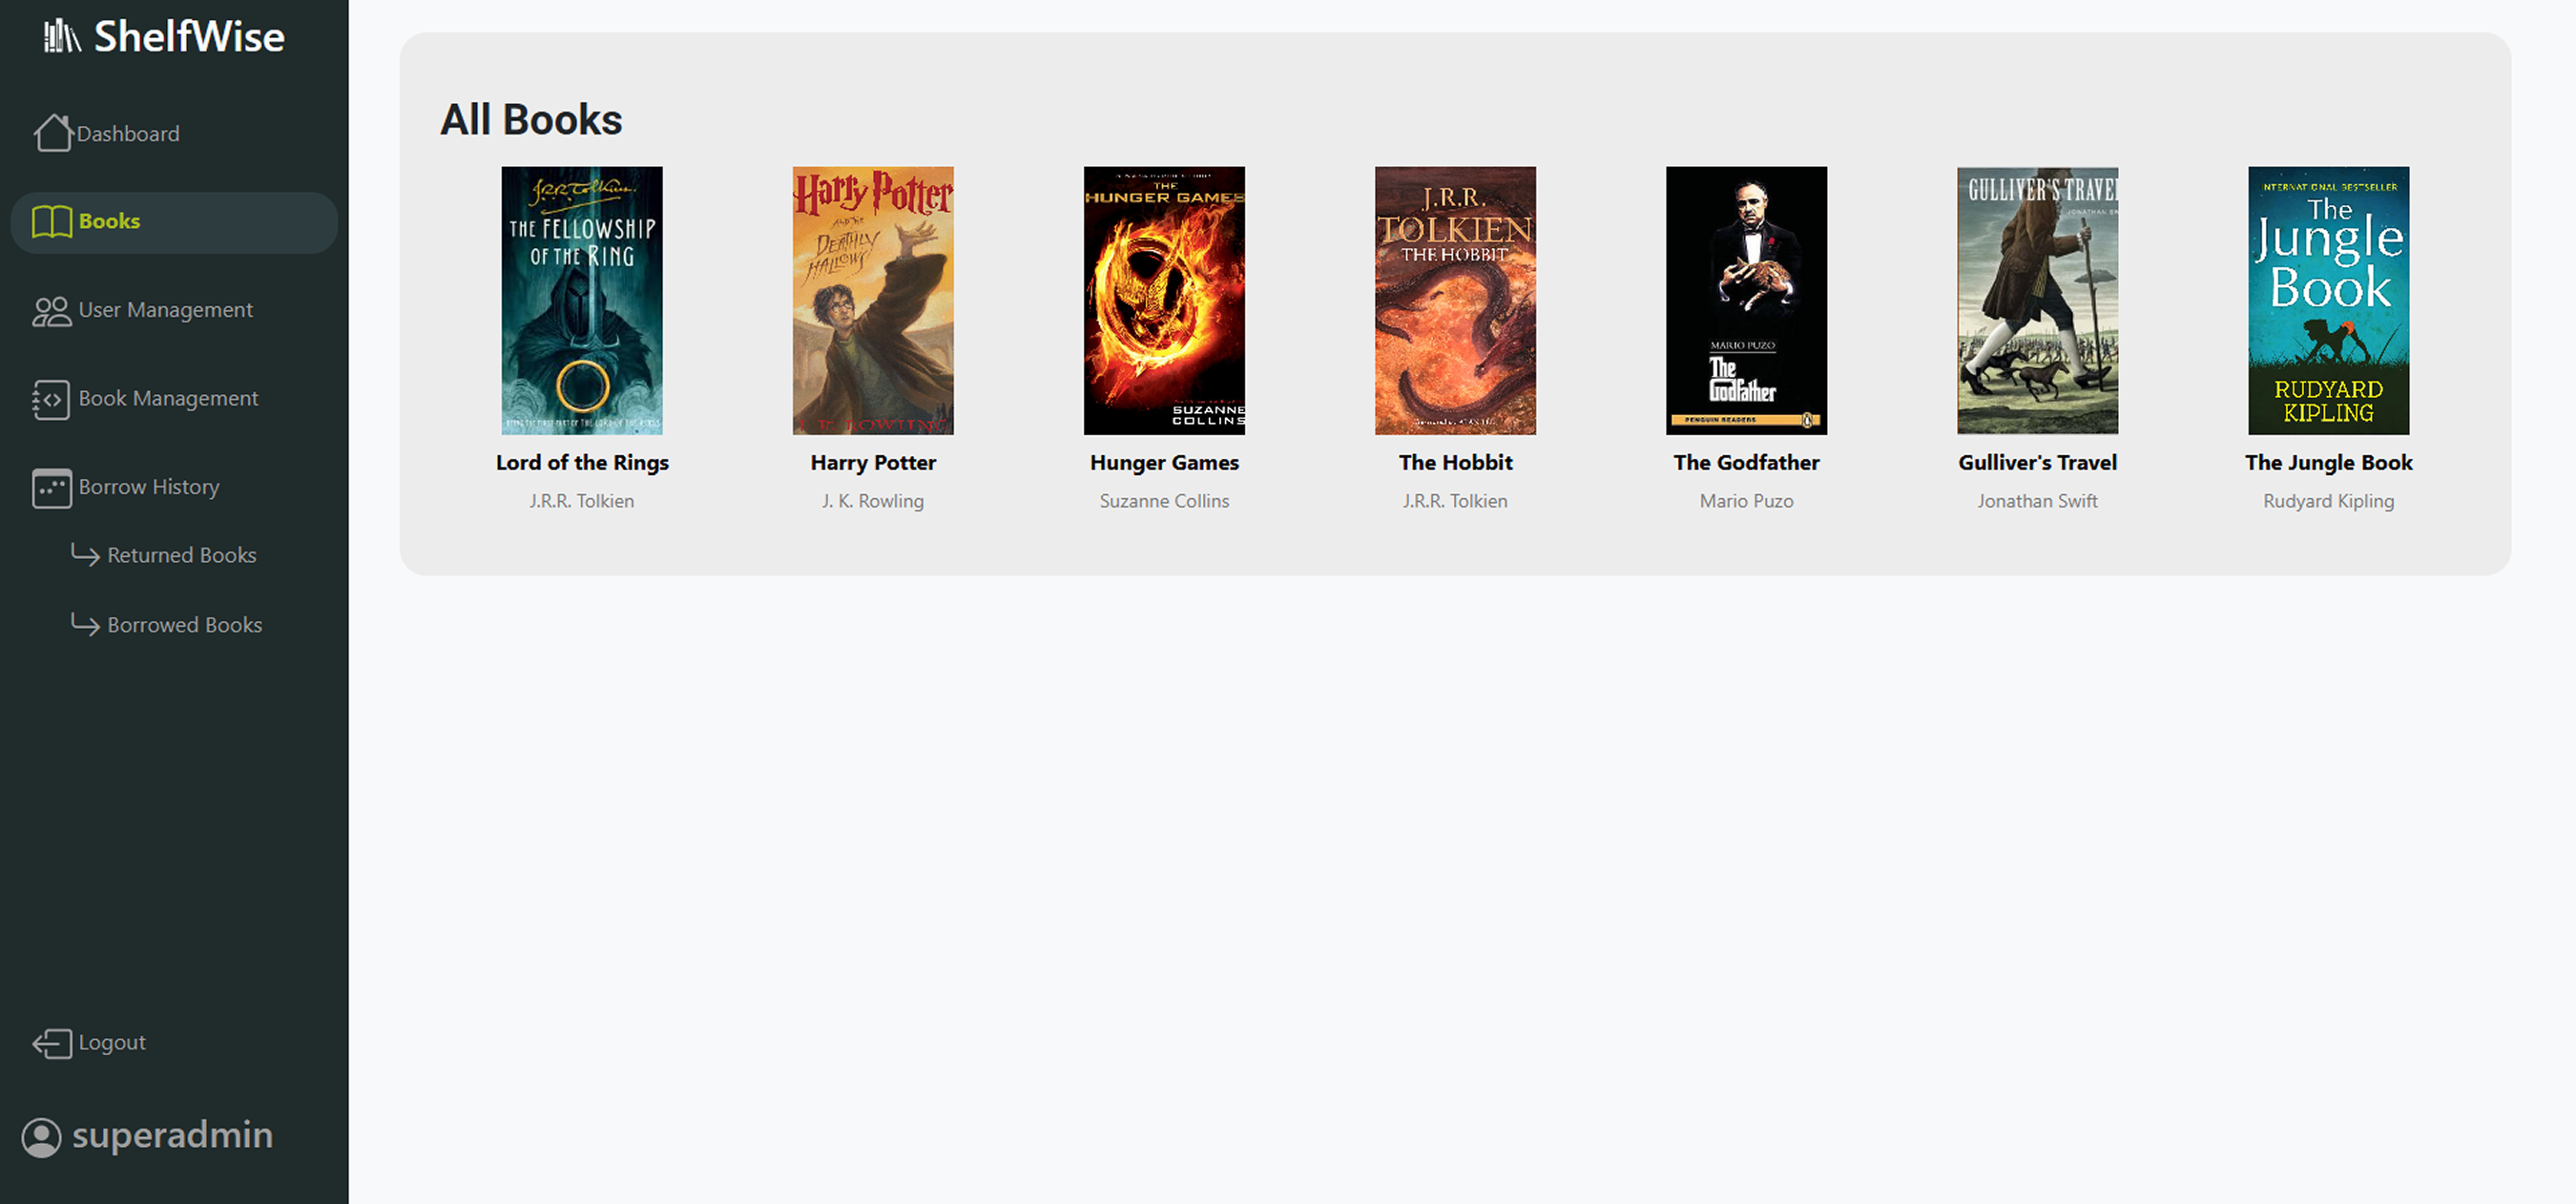 ShelfWise
Dashboard
Books
User Management
Book Management
Borrow History
Returned Books
Borrowed Books
Logout
superadmin
All Books
J.R.R. Tolkien
THE FELLOWSHIP
OF THE RING
Lord of the Rings
J.R.R. Tolkien
Harry Potter
AND THE
DEATHLY
HALLOWS
J. K. ROWLING
Harry Potter
J. K. Rowling
THE
HUNGER GAMES
SUZANNE
COLLINS
Hunger Games
Suzanne Collins
J.R.R.
TOLKIEN
THE HOBBIT
The Hobbit
J.R.R. Tolkien
MARIO PUZO
The
Godfather
PENGUIN READERS
The Godfather
Mario Puzo
GULLIVER'S TRAVEL
JONATHAN
Gulliver's Travel
Jonathan Swift
INTERNATIONAL BESTSELLER
The
Jungle
Book
RUDYARD
KIPLING
The Jungle Book
Rudyard Kipling